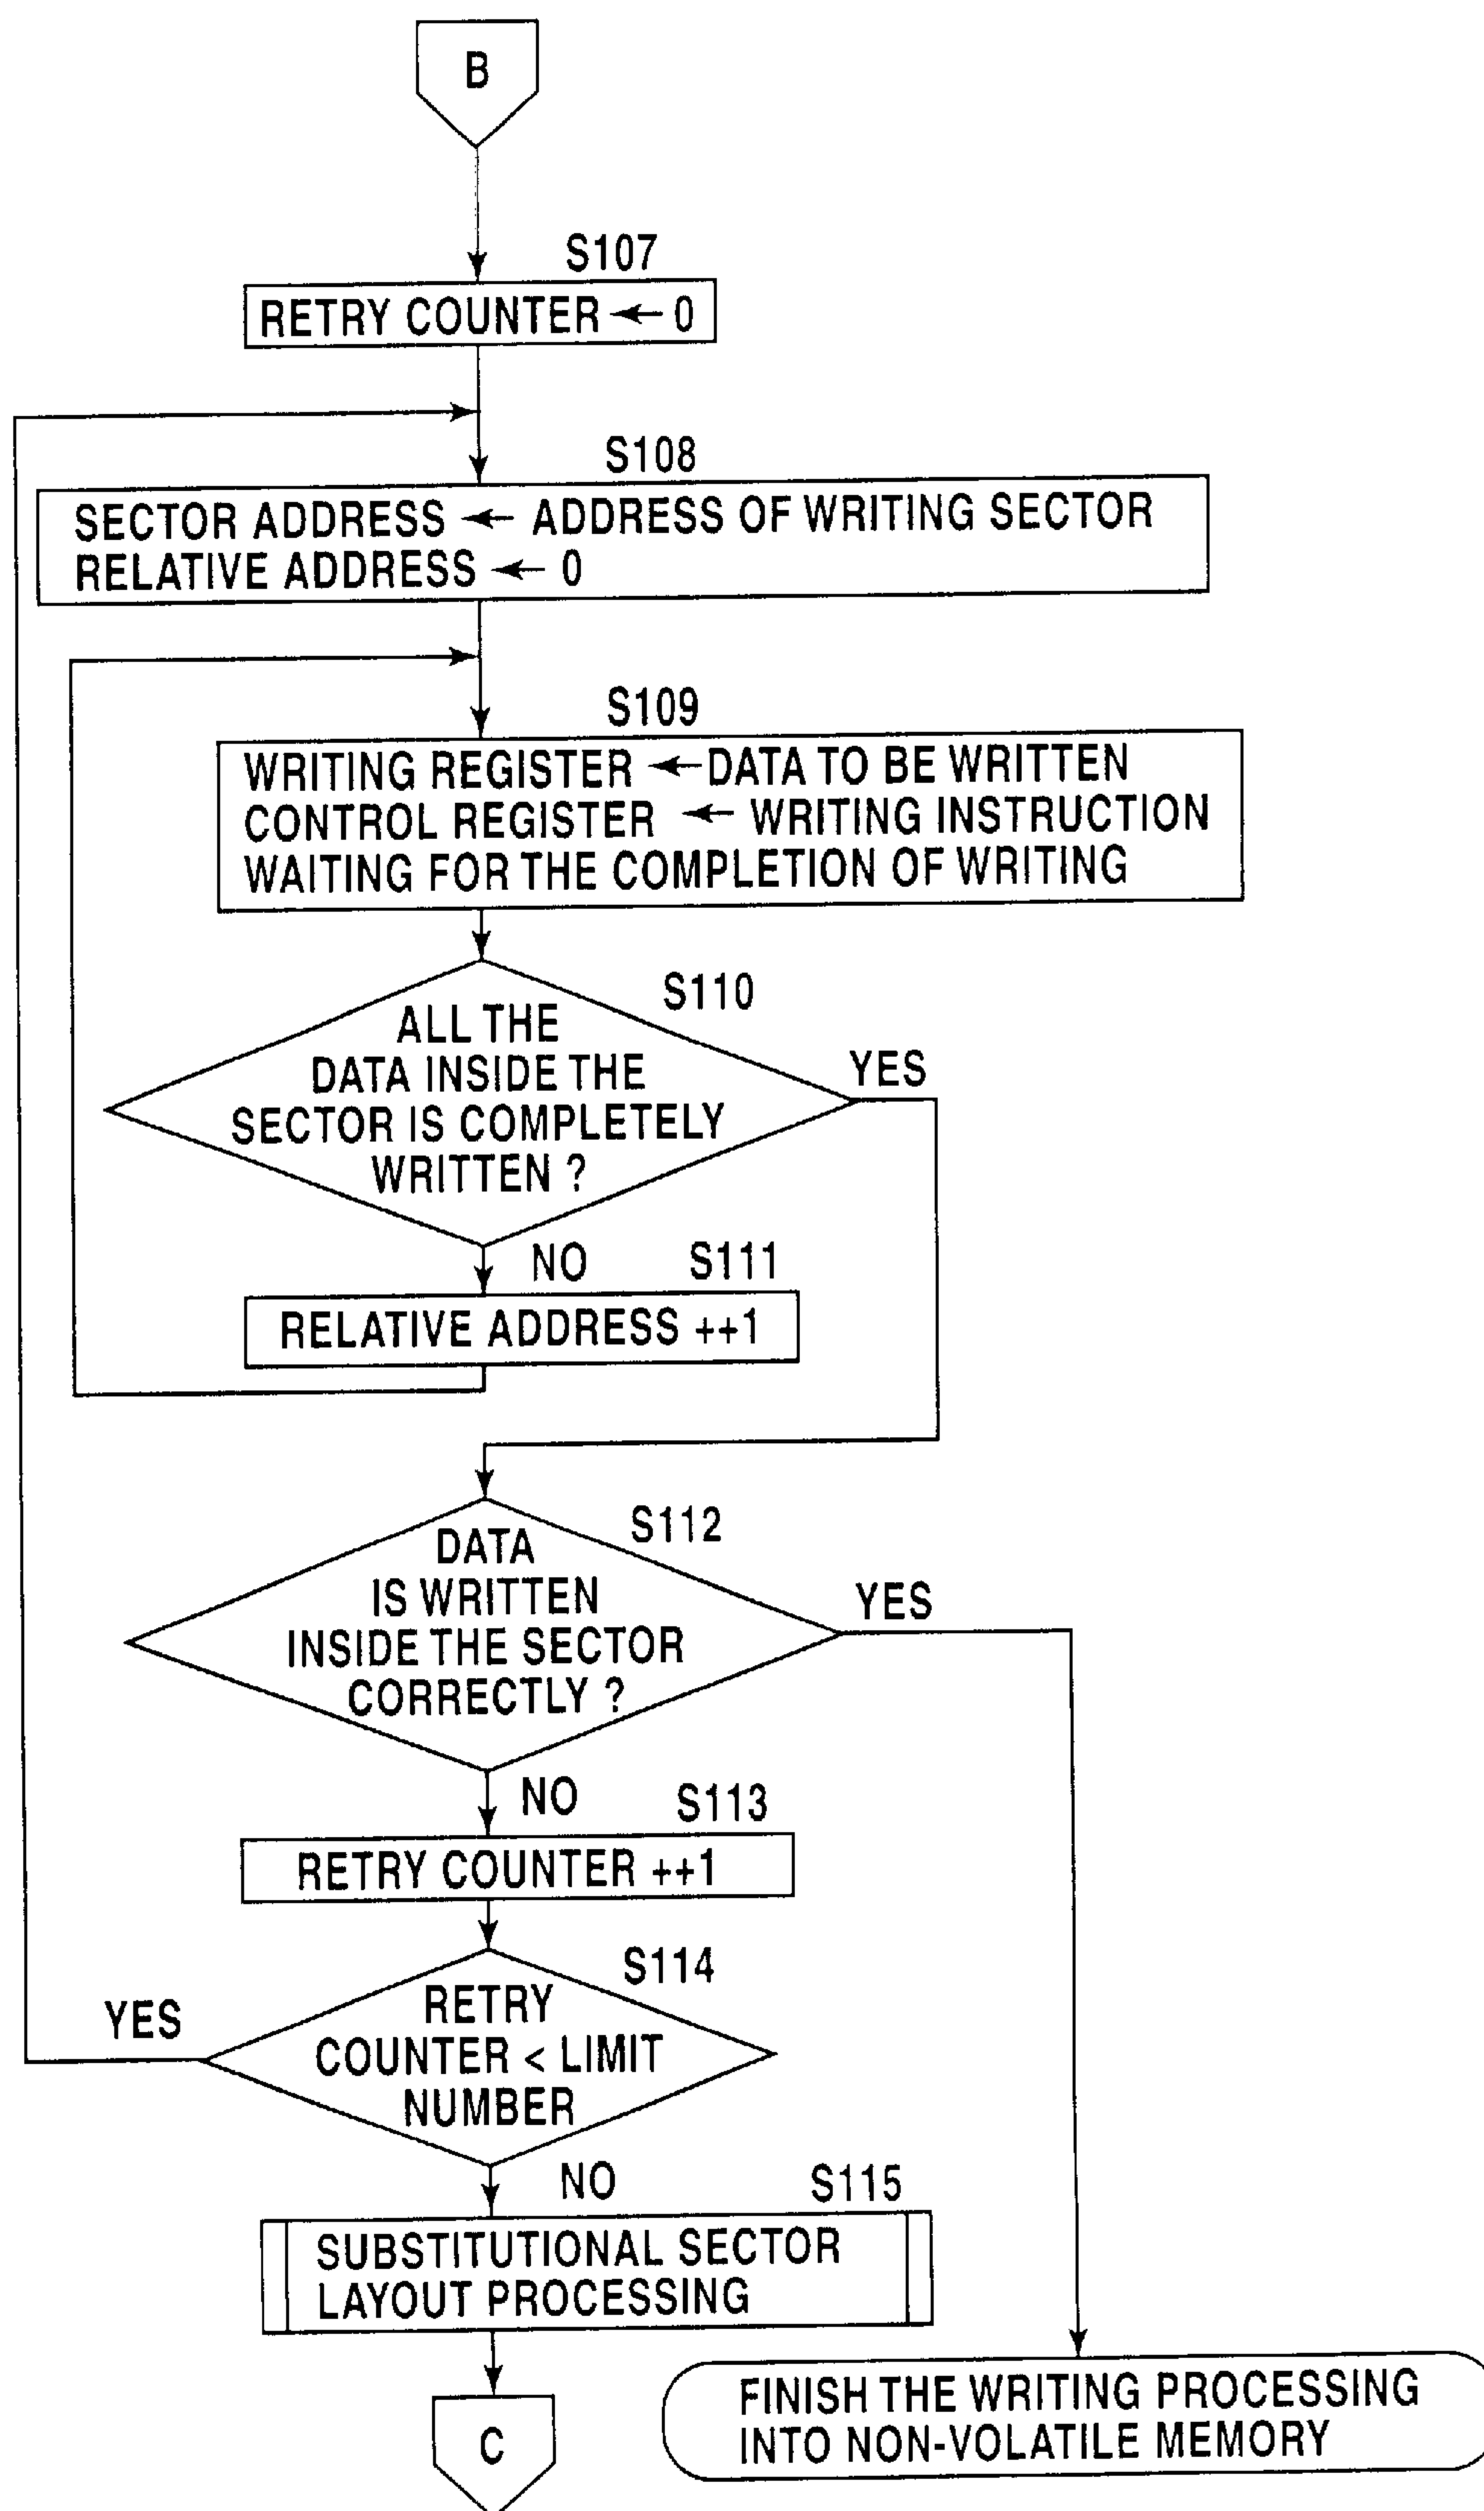 B
S107
RETRY COUNTER ← 0
S108
SECTOR ADDRESS ← ADDRESS OF WRITING SECTOR
RELATIVE ADDRESS ← 0
S109
WRITING REGISTER ← DATA TO BE WRITTEN
CONTROL REGISTER ← WRITING INSTRUCTION
WAITING FOR THE COMPLETION OF WRITING
S110
ALL THE
DATA INSIDE THE
SECTOR IS COMPLETELY
WRITTEN ?
YES
NO
S111
RELATIVE ADDRESS ++1
S112
DATA
IS WRITTEN
INSIDE THE SECTOR
CORRECTLY ?
YES
NO
S113
RETRY COUNTER ++1
S114
RETRY
COUNTER < LIMIT
NUMBER
YES
NO
S115
SUBSTITUTIONAL SECTOR
LAYOUT PROCESSING
C
FINISH THE WRITING PROCESSING
INTO NON-VOLATILE MEMORY